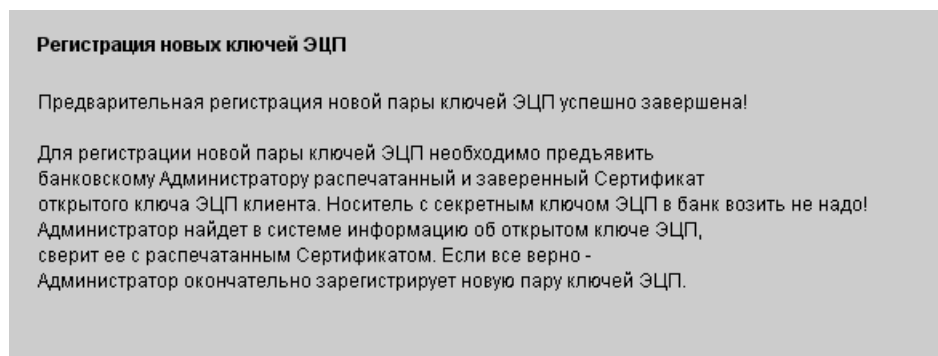 Регистрация новых ключей ЭЦП
Предварительная регистрация новой пары ключей ЭЦП успешно завершена!
Для регистрации новой пары ключей ЭЦП необходимо предъявить
банковскому Администратору распечатанный и заверенный Сертификат
открытого ключа ЭЦП клиента. Носитель с секретным ключом ЭЦП в банк возить не надо!
Администратор найдет в системе информацию об открытом ключе ЭЦП,
сверит ее с распечатанным Сертификатом. Если все верно -
Администратор окончательно зарегистрирует новую пару ключей ЭЦП.